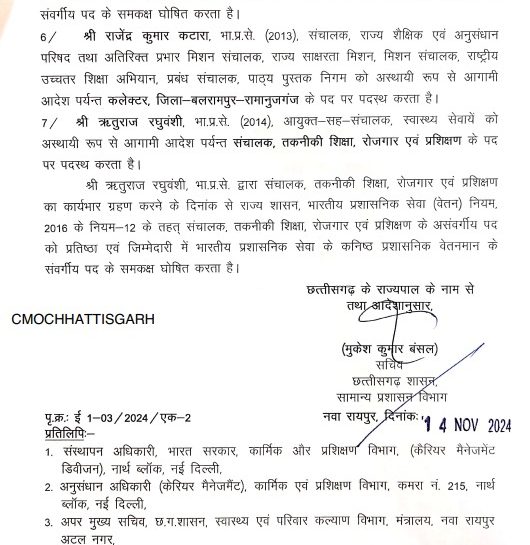 संवर्गीय पद के समकक्ष घोषित करता है।
6/ श्री राजेंद्र कुमार कटारा, भा.प्र.से. (2013), संचालक, राज्य शैक्षिक एवं अनुसंधान
परिषद तथा अतिरिक्त प्रभार मिशन संचालक, राज्य साक्षरता मिशन, मिशन संचालक, राष्ट्रीय
उच्चतर शिक्षा अभियान, प्रबंध संचालक, पाठ्य पुस्तक निगम को अस्थायी रूप से आगामी
आदेश पर्यन्त कलेक्टर, जिला–बलरामपुर–रामानुजगंज के पद पर पदस्थ करता है।
7/ श्री ऋतुराज रघुवंशी, भा.प्र.से. (2014), आयुक्त-सह-संचालक, स्वास्थ्य सेवायें को
अस्थायी रूप से आगामी आदेश पर्यन्त संचालक, तकनीकी शिक्षा, रोजगार एवं प्रशिक्षण के पद
पर पदस्थ करता है।
श्री ऋतुराज रघुवंशी, भा.प्र.से. द्वारा संचालक, तकनीकी शिक्षा, रोजगार एवं प्रशिक्षण
का कार्यभार ग्रहण करने के दिनांक से राज्य शासन, भारतीय प्रशासनिक सेवा (वेतन) नियम,
2016 के नियम–12 के तहत् संचालक, तकनीकी शिक्षा, रोजगार एवं प्रशिक्षण के असंवर्गीय पद
को प्रतिष्ठा एवं जिम्मेदारी में भारतीय प्रशासनिक सेवा के कनिष्ठ प्रशासनिक वेतनमान के
संवर्गीय पद के समकक्ष घोषित करता है।
छत्तीसगढ़ के राज्यपाल के नाम से
तथा आदेशानुसार,
CMOCHHATTISGARH
(मुकेश कुमार बंसल)
सचिव
छत्तीसगढ़ शासन,
सामान्य प्रशासन विभाग
नवा रायपुर, दिनांक: 14 NOV 2024
पृ.क्र.: ई 1-03/2024/एक-2
प्रतिलिपि:–
1. संस्थापन अधिकारी, भारत सरकार, कार्मिक और प्रशिक्षण विभाग, (कैरियर मैनेजमेंट
डिवीजन), नार्थ ब्लॉक, नई दिल्ली,
2. अनुसंधान अधिकारी (केरियर मैनेजमैंट), कार्मिक एवं प्रशिक्षण विभाग, कमरा नं. 215, नार्थ
ब्लॉक, नई दिल्ली,
3. अपर मुख्य सचिव, छ.ग.शासन, स्वास्थ्य एवं परिवार कल्याण विभाग, मंत्रालय, नवा रायपुर
अटल नगर,